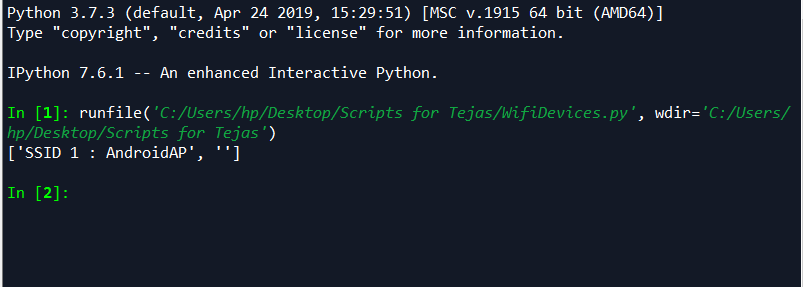 Python 3.7.3 (default, Apr 24 2019, 15:29:51) [MSC v.1915 64 bit (AMD64)]
Type "copyright", "credits" or "license" for more information.
IPython 7.6.1 -- An enhanced Interactive Python.
In [1]: runfile('C:/Users/hp/Desktop/Scripts for Tejas/WifiDevices.py', wdir='C:/Users/
hp/Desktop/Scripts for Tejas')
['SSID 1 : AndroidAP', '']
In [2]: